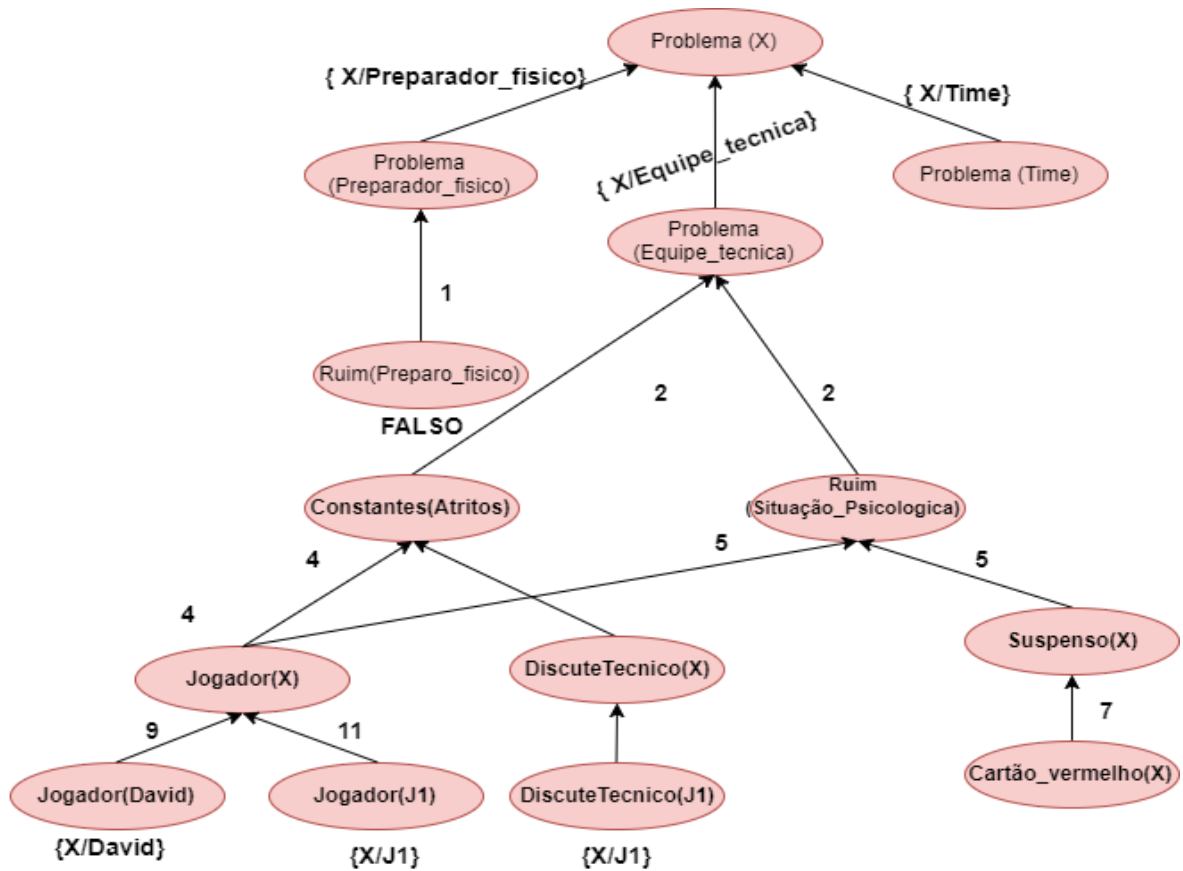 Problema (X)
{ X/Preparador_fisico}
{ X/Equipe_tecnica}
{ X/Time}
Problema
(Preparador_fisico)
Problema (Time)
Problema
(Equipe_tecnica)
1
Ruim(Preparo_fisico)
FALSO
2
2
Constantes(Atritos)
Ruim
(Situação_Psicologica)
4
5
5
4
Jogador(X)
DiscuteTecnico(X)
Suspenso(X)
9
11
7
Jogador(David)
Jogador(J1)
DiscuteTecnico(J1)
Cartão_vermelho(X)
{X/David}
{X/J1}
{X/J1}